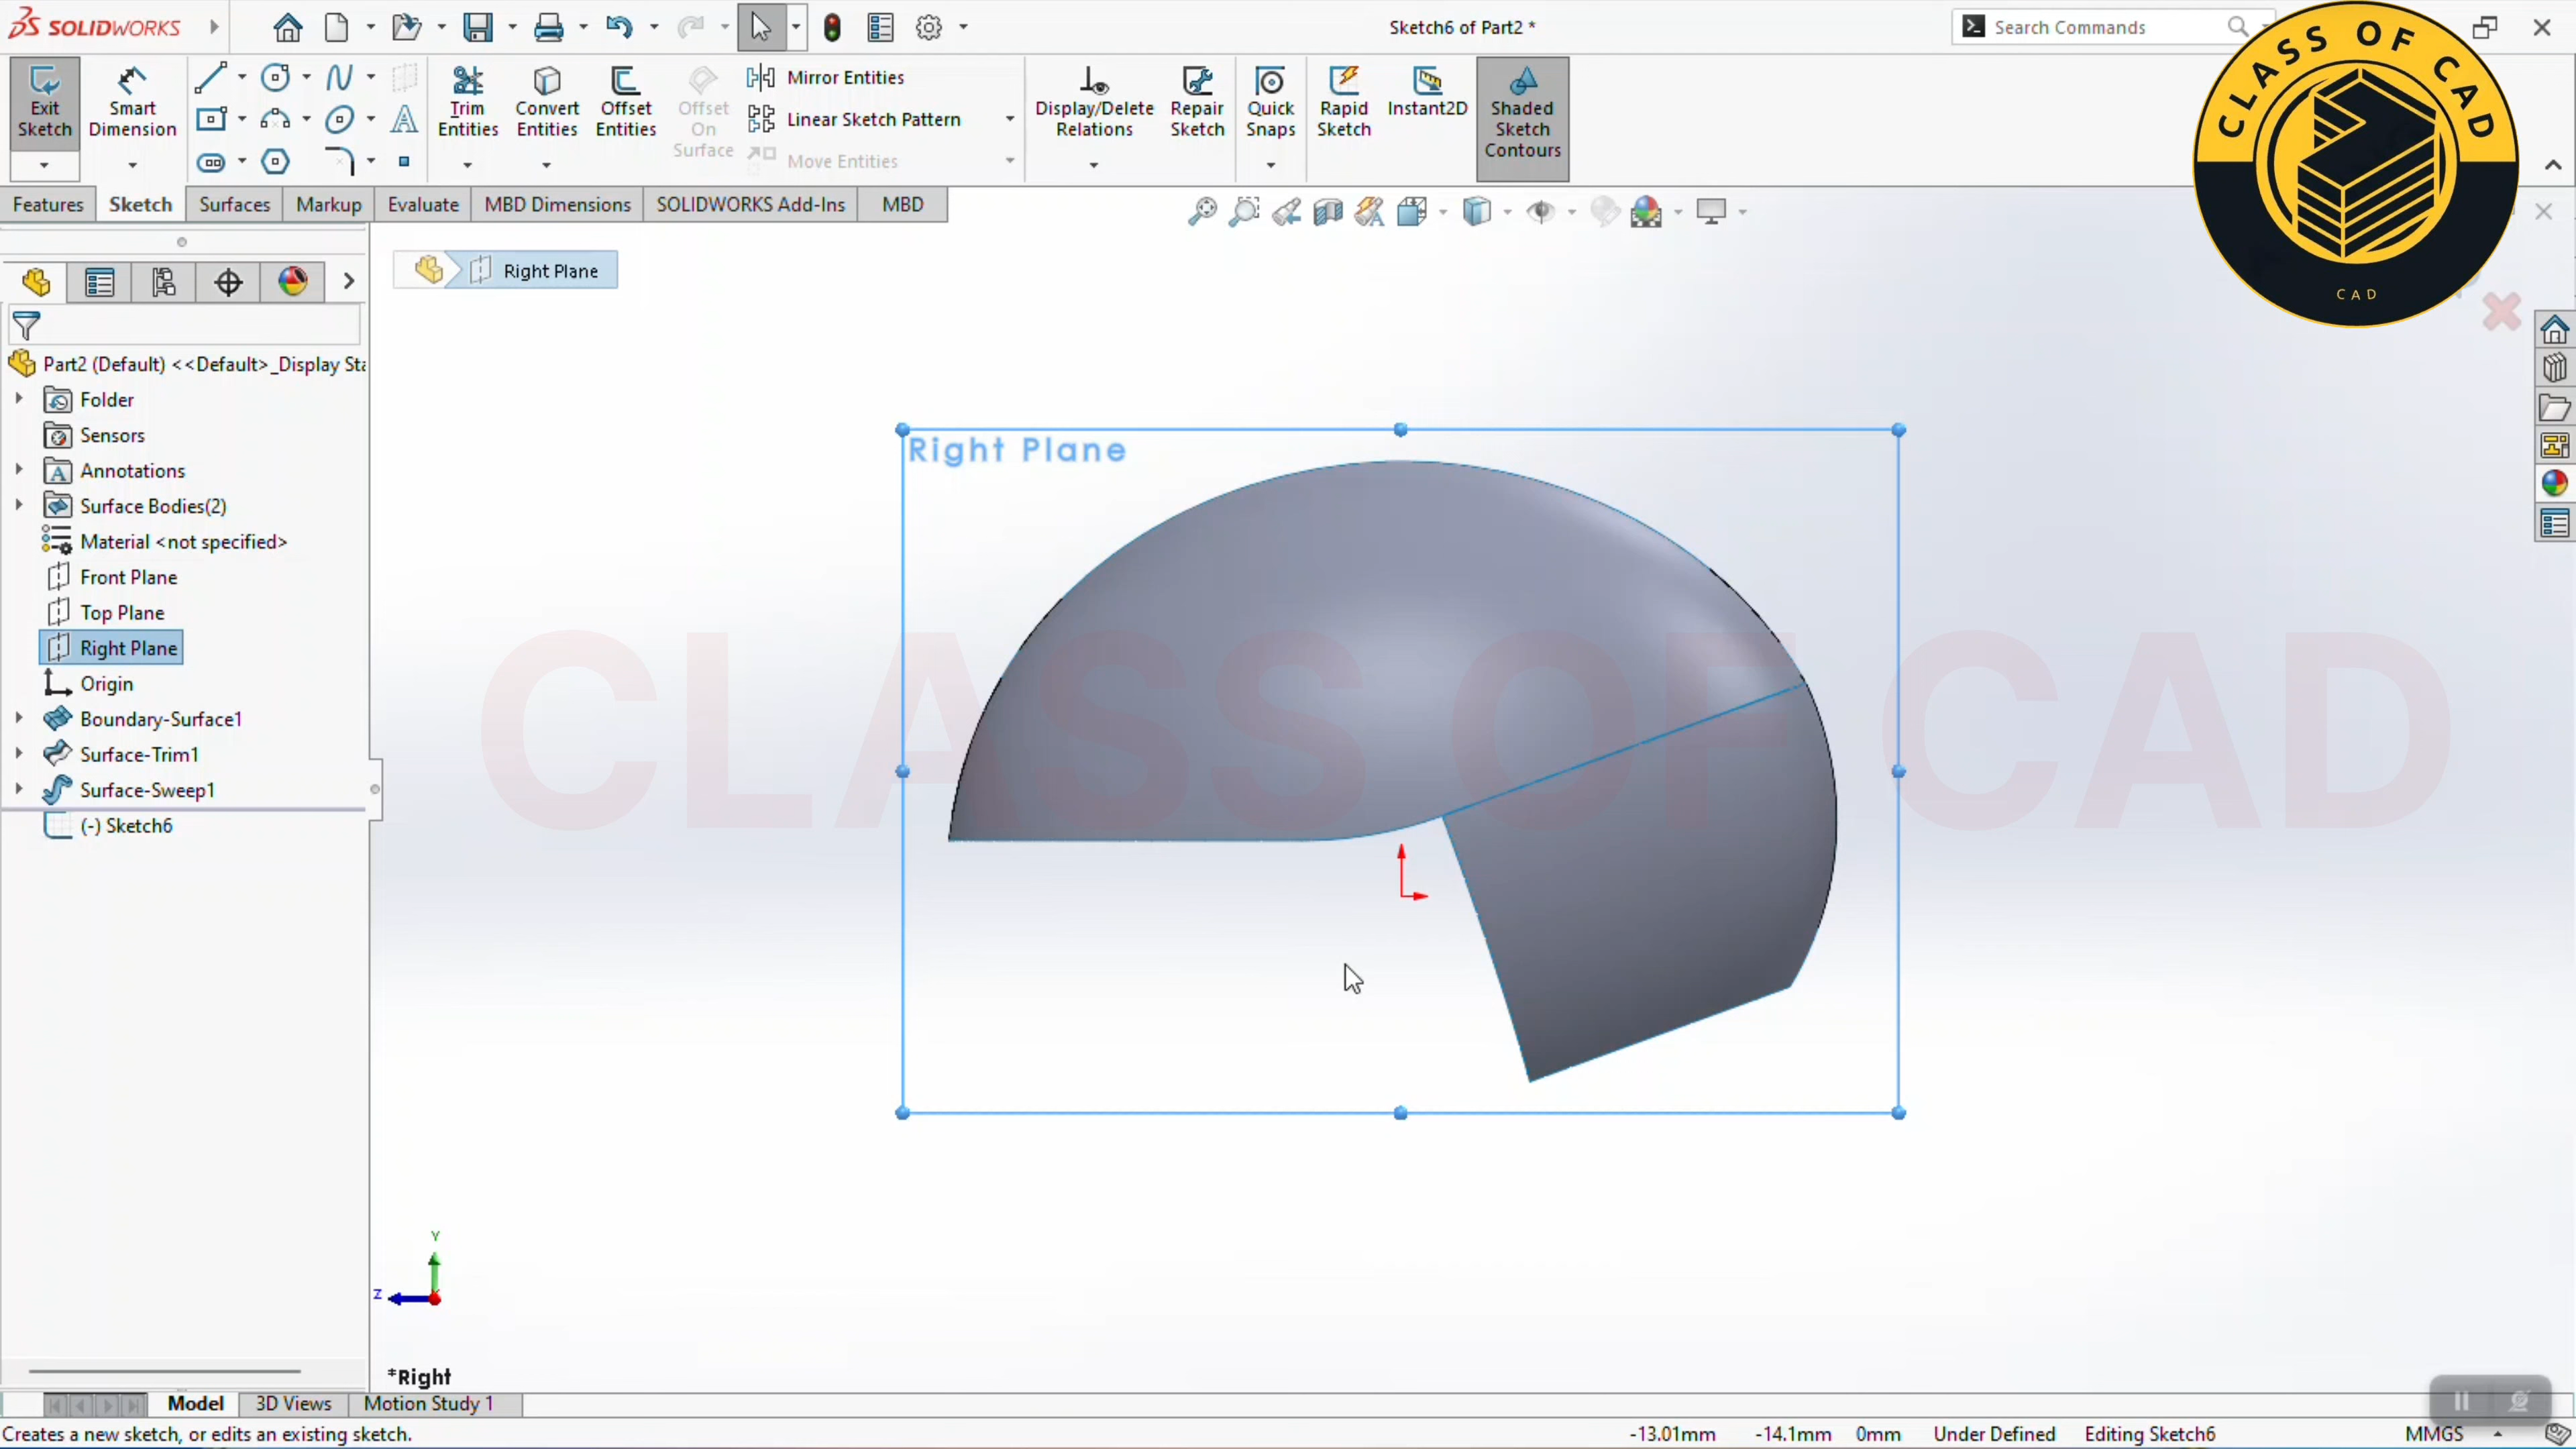 SOLIDWORKS
Sketch6 of Part2 *
Search Commands
CLASS OF CAD
CAD
Exit Sketch
Smart Dimension
Trim Entities
Convert Entities
Offset Entities
Offset On Surface
Mirror Entities
Linear Sketch Pattern
Move Entities
Display/Delete Relations
Repair Sketch
Quick Snaps
Rapid Sketch
Instant2D
Shaded Sketch Contours
Features
Sketch
Surfaces
Markup
Evaluate
MBD Dimensions
SOLIDWORKS Add-Ins
MBD
Right Plane
Part2 (Default) <<Default>_Display Sta
Folder
Sensors
Annotations
Surface Bodies(2)
Material <not specified>
Front Plane
Top Plane
Right Plane
Origin
Boundary-Surface1
Surface-Trim1
Surface-Sweep1
(-) Sketch6
Right Plane
CLASS OF CAD
Y
Z
*Right
Model
3D Views
Motion Study 1
Creates a new sketch, or edits an existing sketch.
-13.01mm
-14.1mm
0mm
Under Defined
Editing Sketch6
MMGS